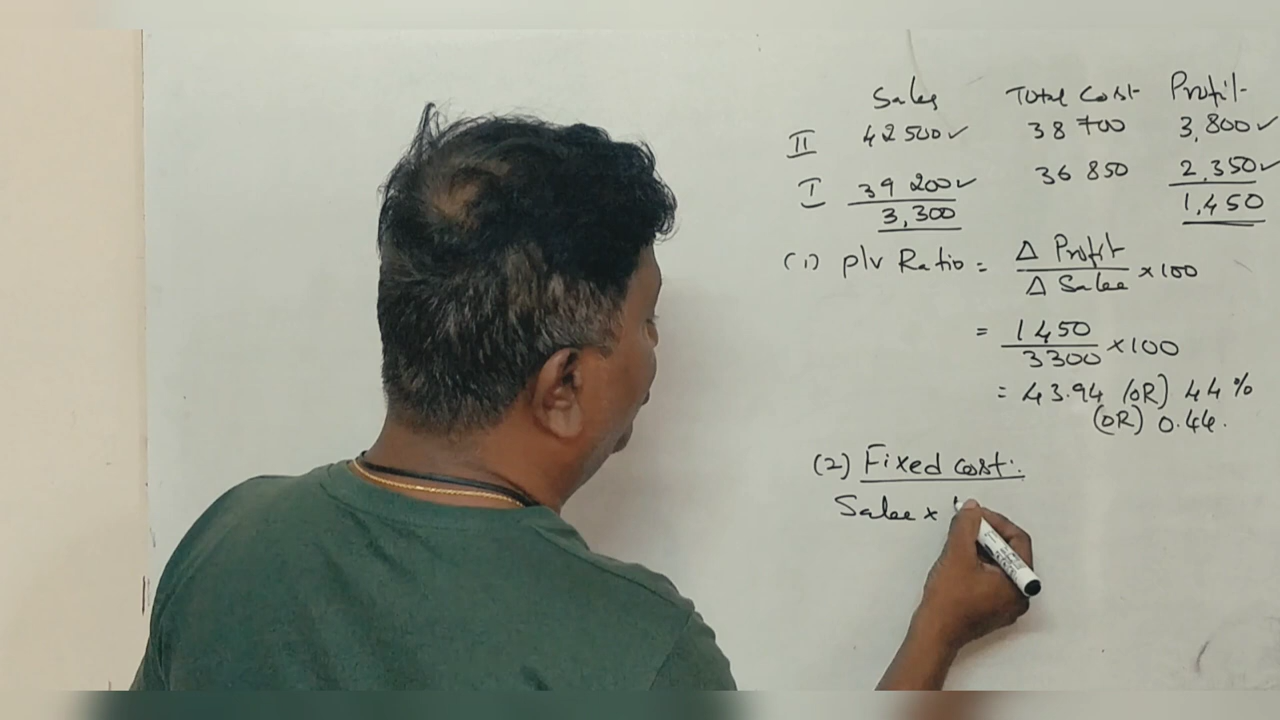 Sales Total Cost Profit
II 42500✓ 38700 3,800✓
I 39200✓ 36850 2,350✓
3,300 1,450
(1) P/v Ratio = Δ Profit / Δ Sales × 100
= 1450 / 3300 × 100
= 43.94 (OR) 44%
(OR) 0.44.
(2) Fixed cost:
Sales ×